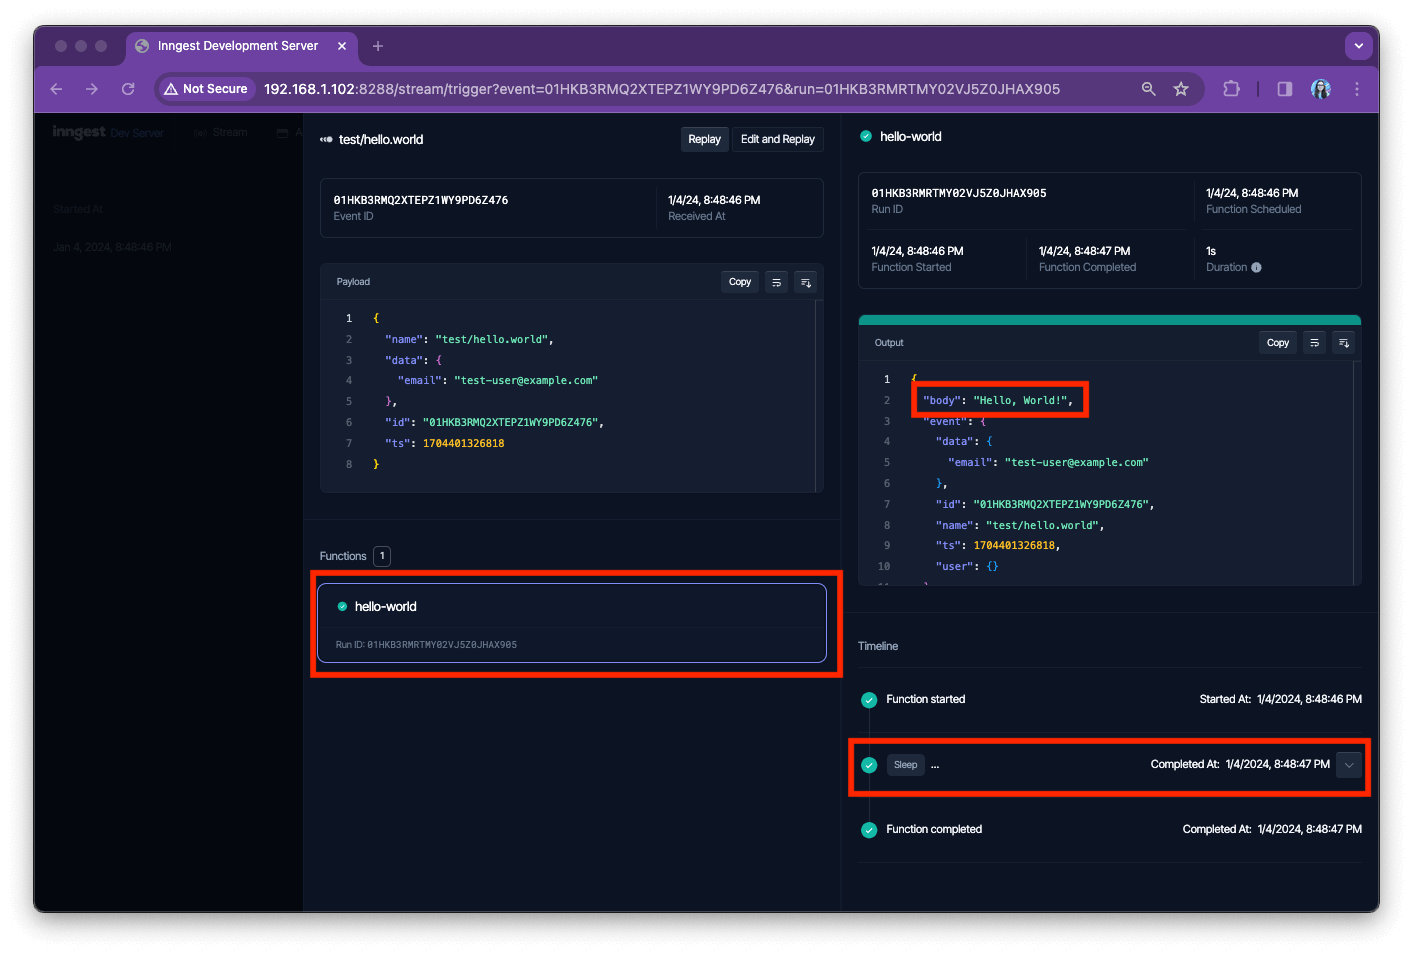 Inngest Development Server
Not Secure 192.168.1.102:8288/stream/trigger?event=01HKB3RMQ2XTEPZ1WY9PD6Z476&run=01HKB3RMRTMY02VJ5Z0JHAX905
inngest Dev Server Stream A
Started At
Jan 4, 2024, 8:48:46 PM
test/hello.world Replay Edit and Replay
01HKB3RMQ2XTEPZ1WY9PD6Z476 1/4/24, 8:48:46 PM
Event ID Received At
Payload Copy
1 {
2 "name": "test/hello.world",
3 "data": {
4 "email": "test-user@example.com"
5 },
6 "id": "01HKB3RMQ2XTEPZ1WY9PD6Z476",
7 "ts": 1704401326818
8 }
Functions 1
hello-world
Run ID: 01HKB3RMRTMY02VJ5Z0JHAX905
hello-world
01HKB3RMRTMY02VJ5Z0JHAX905 1/4/24, 8:48:46 PM
Run ID Function Scheduled
1/4/24, 8:48:46 PM 1/4/24, 8:48:47 PM 1s
Function Started Function Completed Duration
Output Copy
1 {
2 "body": "Hello, World!",
3 "event": {
4 "data": {
5 "email": "test-user@example.com"
6 },
7 "id": "01HKB3RMQ2XTEPZ1WY9PD6Z476",
8 "name": "test/hello.world",
9 "ts": 1704401326818,
10 "user": {}
Timeline
Function started Started At: 1/4/2024, 8:48:46 PM
Sleep ... Completed At: 1/4/2024, 8:48:47 PM
Function completed Completed At: 1/4/2024, 8:48:47 PM